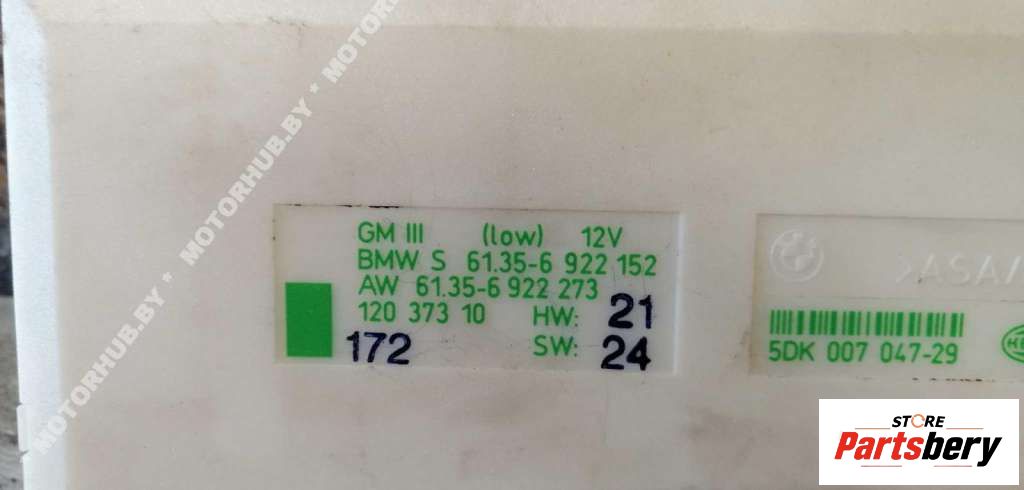 MOTORHUB.BY * MOTORHUB.BY * MOTORHUB
GM III (low) 12V
BMW S 61.35-6 922 152
AW 61.35-6 922 273
120 373 10 HW: 21
172 SW: 24
5DK 007 047-29
STORE
Partsbery